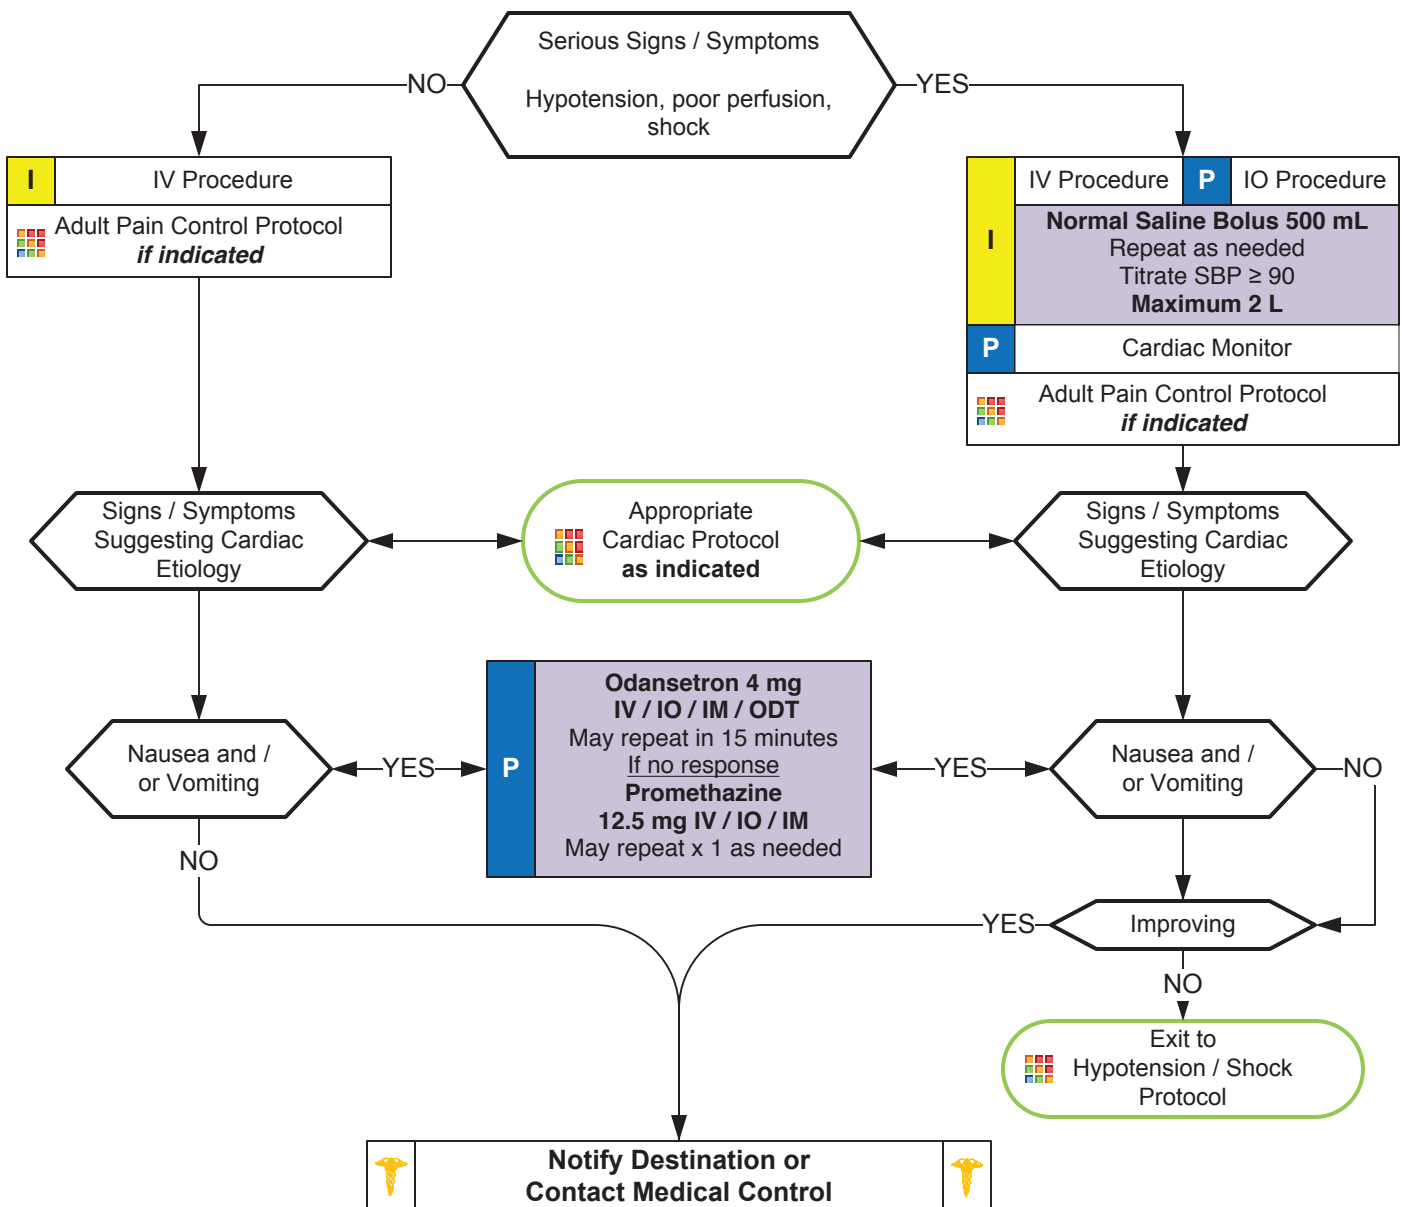 Serious Signs / Symptoms
Hypotension, poor perfusion,
shock
NO
YES
I
IV Procedure
Adult Pain Control Protocol
if indicated
I
IV Procedure
P
IO Procedure
Normal Saline Bolus 500 mL
Repeat as needed
Titrate SBP ≥ 90
Maximum 2 L
P
Cardiac Monitor
Adult Pain Control Protocol
if indicated
Signs / Symptoms
Suggesting Cardiac
Etiology
Appropriate
Cardiac Protocol
as indicated
Signs / Symptoms
Suggesting Cardiac
Etiology
Nausea and /
or Vomiting
YES
P
Odansetron 4 mg
IV / IO / IM / ODT
May repeat in 15 minutes
If no response
Promethazine
12.5 mg IV / IO / IM
May repeat x 1 as needed
YES
Nausea and /
or Vomiting
NO
NO
YES
Improving
NO
Exit to
Hypotension / Shock
Protocol
Notify Destination or
Contact Medical Control